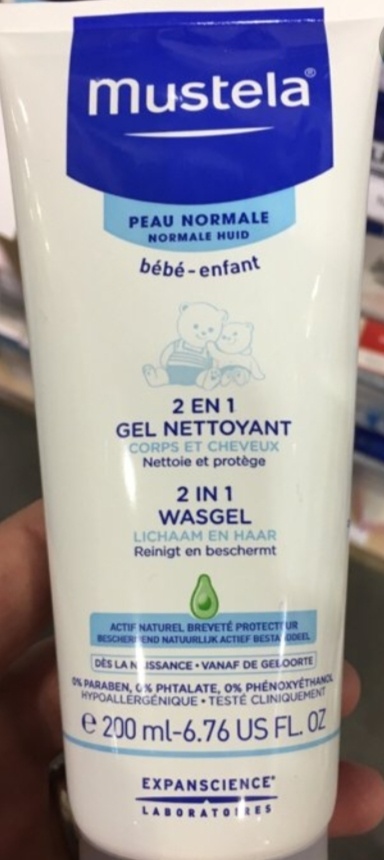 mustela®
PEAU NORMALE
NORMALE HUID
bébé-enfant
2 EN 1
GEL NETTOYANT
CORPS ET CHEVEUX
Nettoie et protège
2 IN 1
WASGEL
LICHAAM EN HAAR
Reinigt en beschermt
ACTIF NATUREL BREVETÉ PROTECTEUR
BESCHERMEND NATUURLIJK ACTIEF BESTANDDEEL
DÈS LA NAISSANCE • VANAF DE GEBOORTE
0% PARABEN, 0% PHTALATE, 0% PHÉNOXYÉTHANOL
HYPOALLERGÉNIQUE • TESTÉ CLINIQUEMENT
e 200 ml-6.76 US FL. OZ
EXPANSCIENCE®
LABORATOIRES